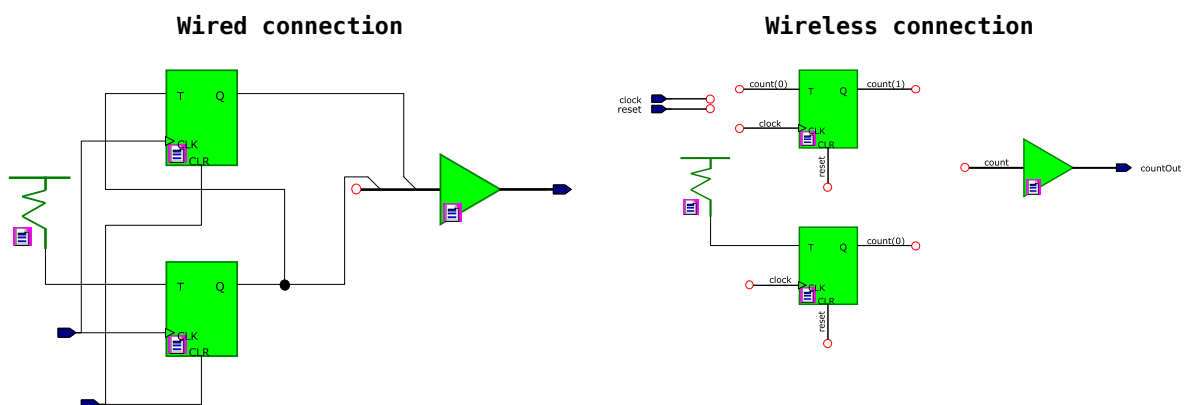 Wired connection
T Q
CLK
CLR
T Q
CLK
CLR
Wireless connection
clock
reset
count(0)
T Q
count(1)
clock
CLK
CLR
reset
count
countOut
T Q
count(0)
clock
CLK
CLR
reset